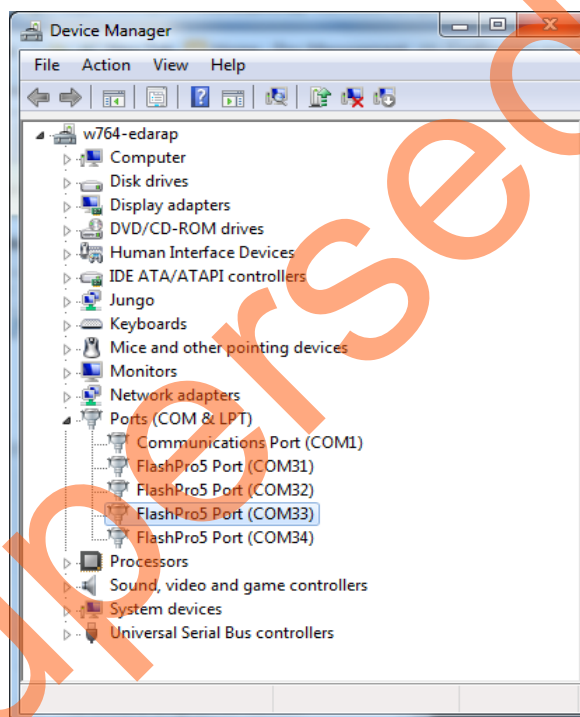 Device Manager
File Action View Help
w764-edarap
Computer
Disk drives
Display adapters
DVD/CD-ROM drives
Human Interface Devices
IDE ATA/ATAPI controllers
Jungo
Keyboards
Mice and other pointing devices
Monitors
Network adapters
Ports (COM & LPT)
Communications Port (COM1)
FlashPro5 Port (COM31)
FlashPro5 Port (COM32)
FlashPro5 Port (COM33)
FlashPro5 Port (COM34)
Processors
Sound, video and game controllers
System devices
Universal Serial Bus controllers
upersed